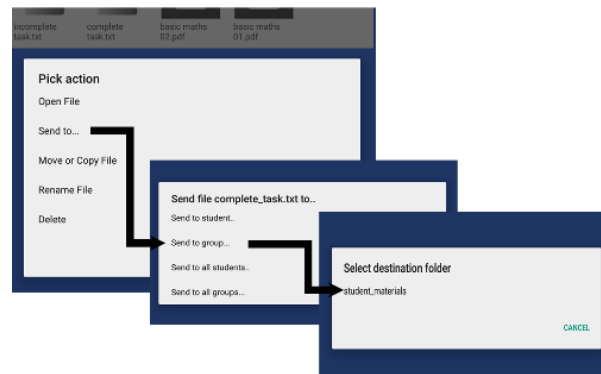 incomplete complete basic maths basic maths
task.txt task.txt 02.pdf 01.pdf
Pick action
Open File
Send to...
Move or Copy File
Rename File
Delete
Send file complete_task.txt to..
Send to student..
Send to group...
Send to all students..
Send to all groups...
Select destination folder
student_materials
CANCEL